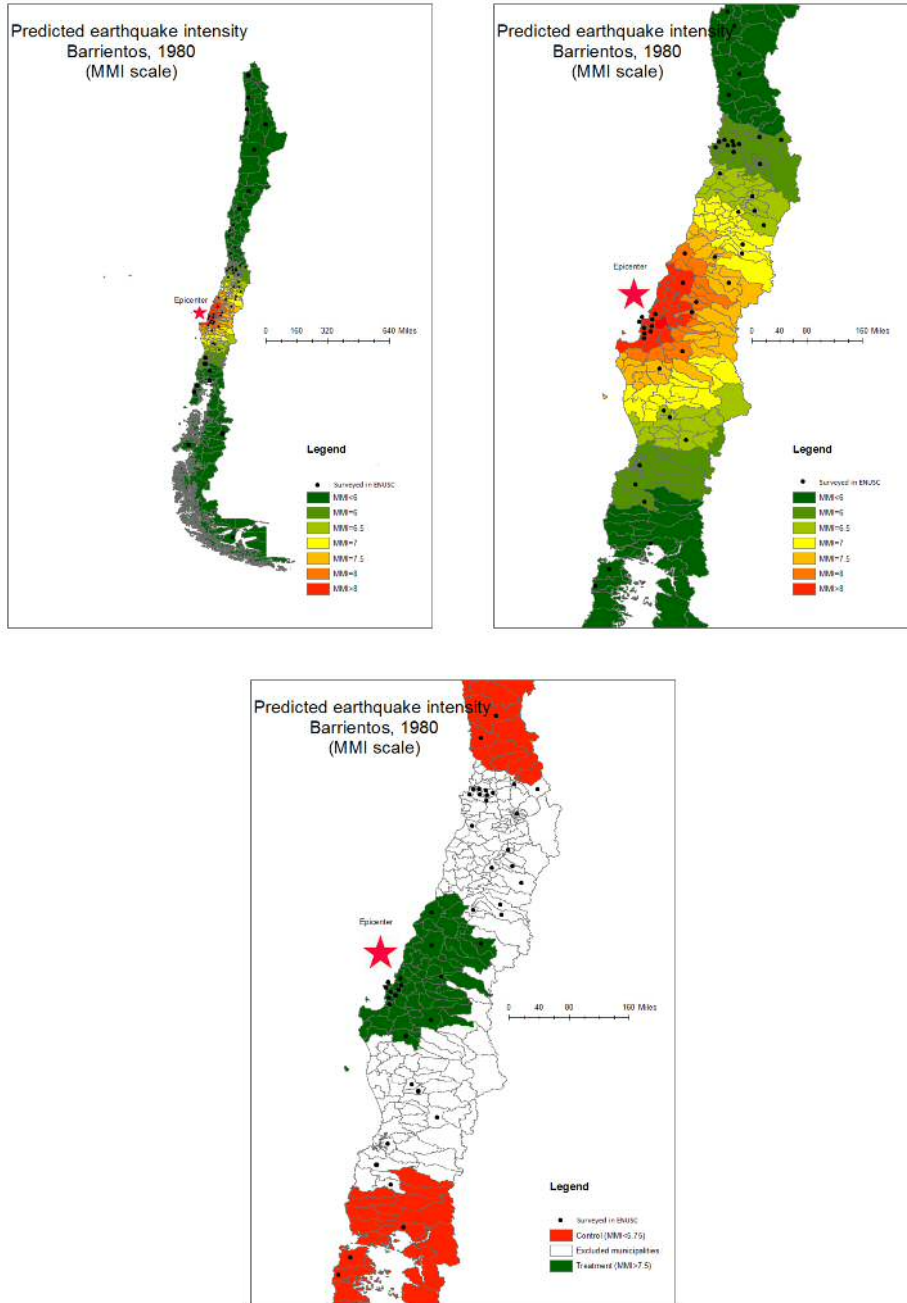 Predicted earthquake intensity
Barrientos, 1980
(MMI scale)
Epicenter
0 160 320 640 Miles
Legend
Surveyed in ENUSC
MMI<6
MMI=6
MMI=6.5
MMI=7
MMI=7.5
MMI=8
MMI>8
Predicted earthquake intensity
Barrientos, 1980
(MMI scale)
Epicenter
0 40 80 160 Miles
Legend
Surveyed in ENUSC
MMI<6
MMI=6
MMI=6.5
MMI=7
MMI=7.5
MMI=8
MMI>8
Predicted earthquake intensity
Barrientos, 1980
(MMI scale)
Epicenter
0 40 80 160 Miles
Legend
Surveyed in ENUSC
Control (MMI<5.75)
Excluded municipalities
Treatment (MMI>7.5)